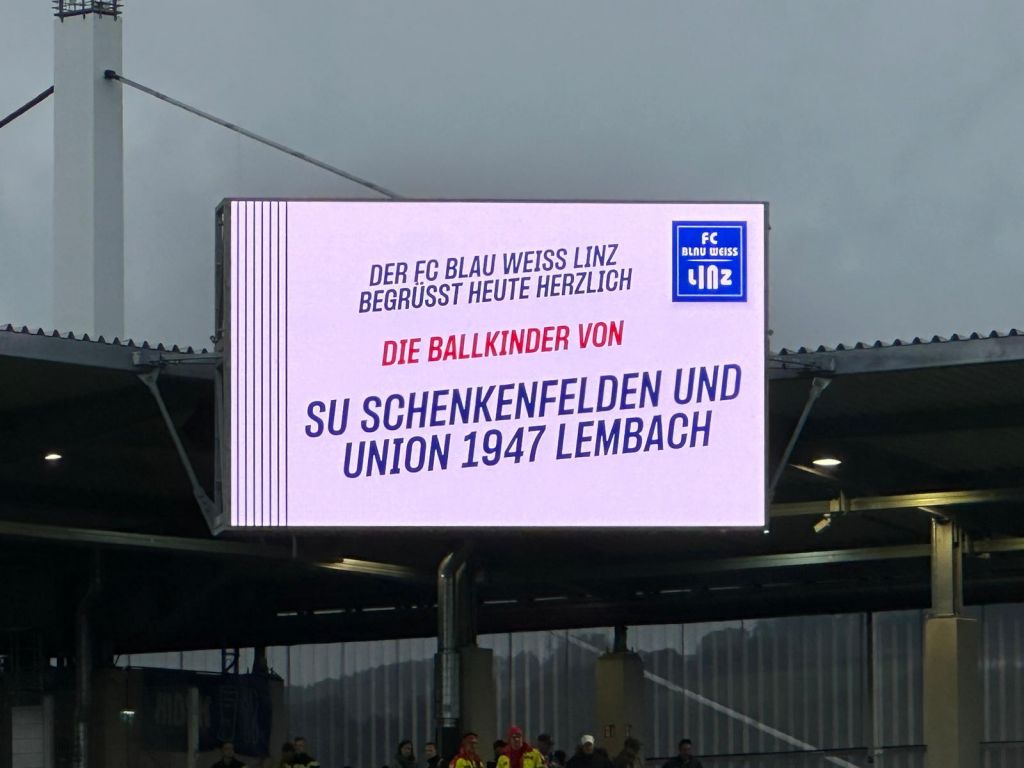 DER FC BLAU WEISS LINZ
BEGRÜSST HEUTE HERZLICH
DIE BALLKINDER VON
SU SCHENKENFELDEN UND
UNION 1947 LEMBACH
FC
BLAU WEISS
LINZ